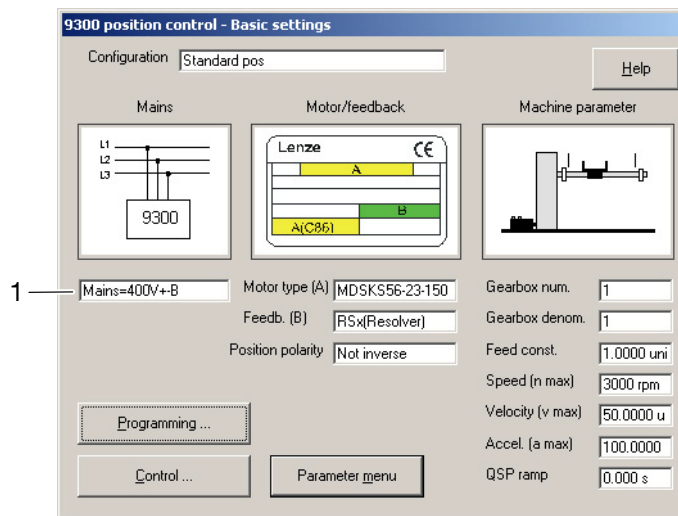 9300 position control - Basic settings
Configuration Standard pos
Help
Mains Motor/feedback Machine parameter
L1
L2
L3
9300
Lenze CE
A
B
A(C86)
1 Mains=400V+-B
Motor type (A) MDSKS56-23-150
Feedb. (B) RSx(Resolver)
Position polarity Not inverse
Gearbox num. 1
Gearbox denom. 1
Feed const. 1.0000 uni
Speed (n max) 3000 rpm
Velocity (v max) 50.0000 u
Accel. (a max) 100.0000
QSP ramp 0.000 s
Programming ...
Control ...
Parameter menu